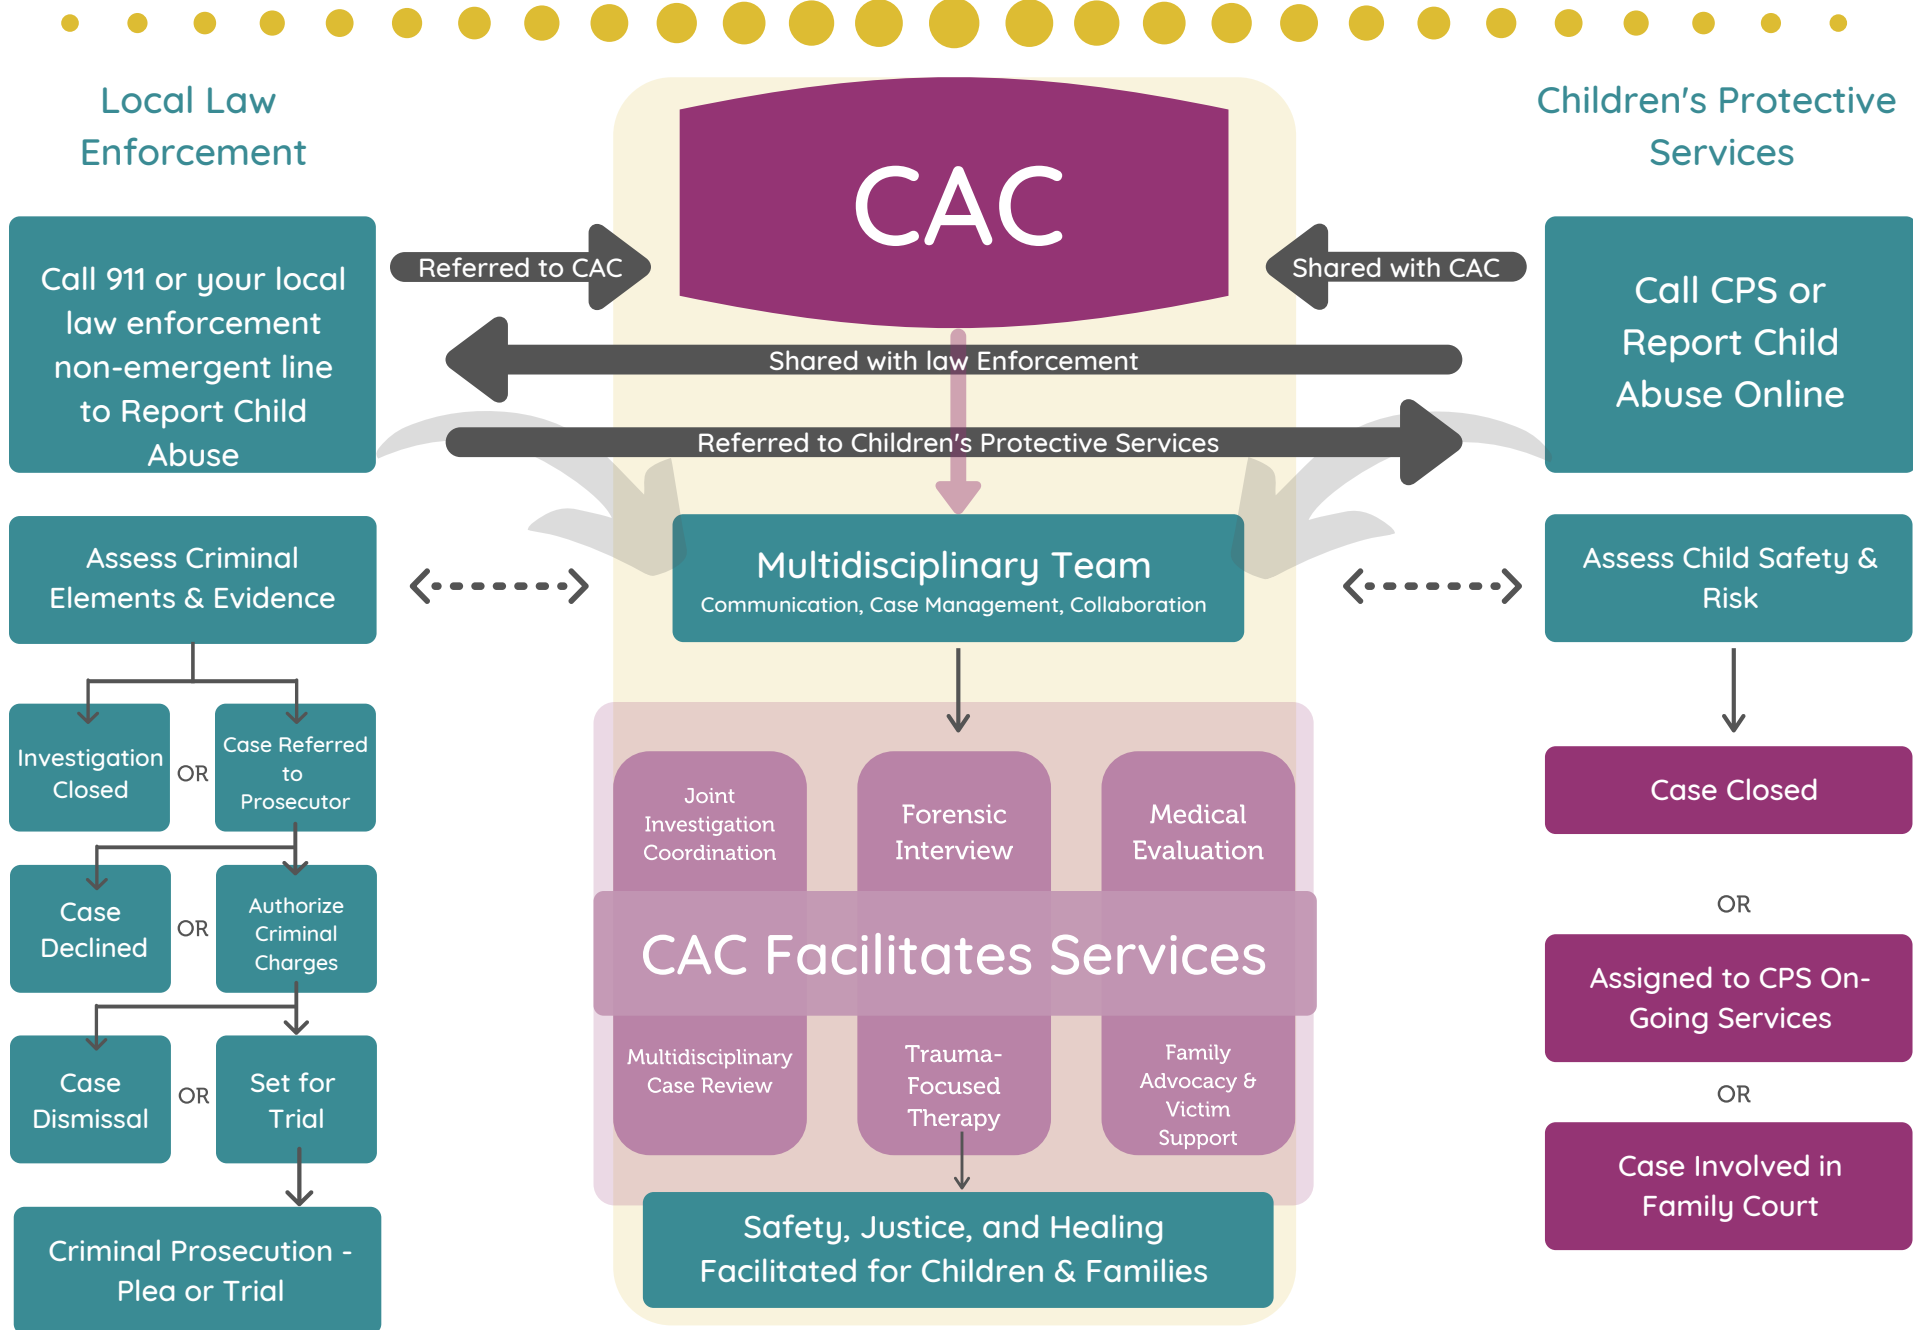 Local Law
Enforcement
Call 911 or your local
law enforcement
non-emergent line
to Report Child
Abuse
Assess Criminal
Elements & Evidence
Investigation
Closed
OR
Case Referred
to
Prosecutor
Case
Declined
OR
Authorize
Criminal
Charges
Case
Dismissal
OR
Set for
Trial
Criminal Prosecution -
Plea or Trial
CAC
Referred to CAC
Shared with CAC
Shared with law Enforcement
Referred to Children's Protective Services
Multidisciplinary Team
Communication, Case Management, Collaboration
Joint
Investigation
Coordination
Forensic
Interview
Medical
Evaluation
CAC Facilitates Services
Multidisciplinary
Case Review
Trauma-
Focused
Therapy
Family
Advocacy &
Victim
Support
Safety, Justice, and Healing
Facilitated for Children & Families
Children's Protective
Services
Call CPS or
Report Child
Abuse Online
Assess Child Safety &
Risk
Case Closed
OR
Assigned to CPS On-
Going Services
OR
Case Involved in
Family Court